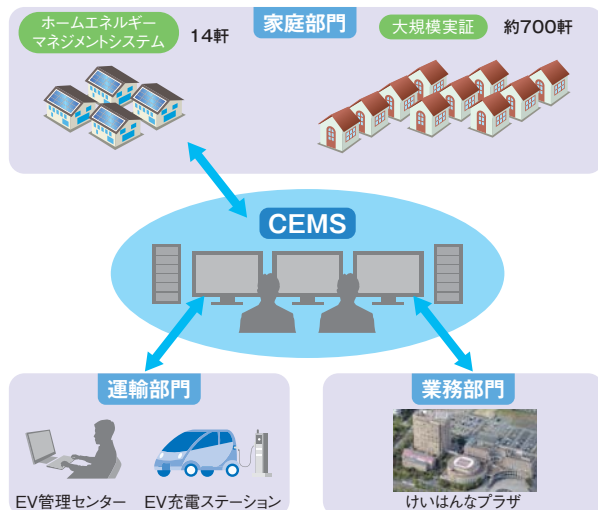 家庭部門
ホームエネルギー
マネジメントシステム
14軒
大規模実証
約700軒
CEMS
運輸部門
EV管理センター
EV充電ステーション
業務部門
けいはんなプラザ